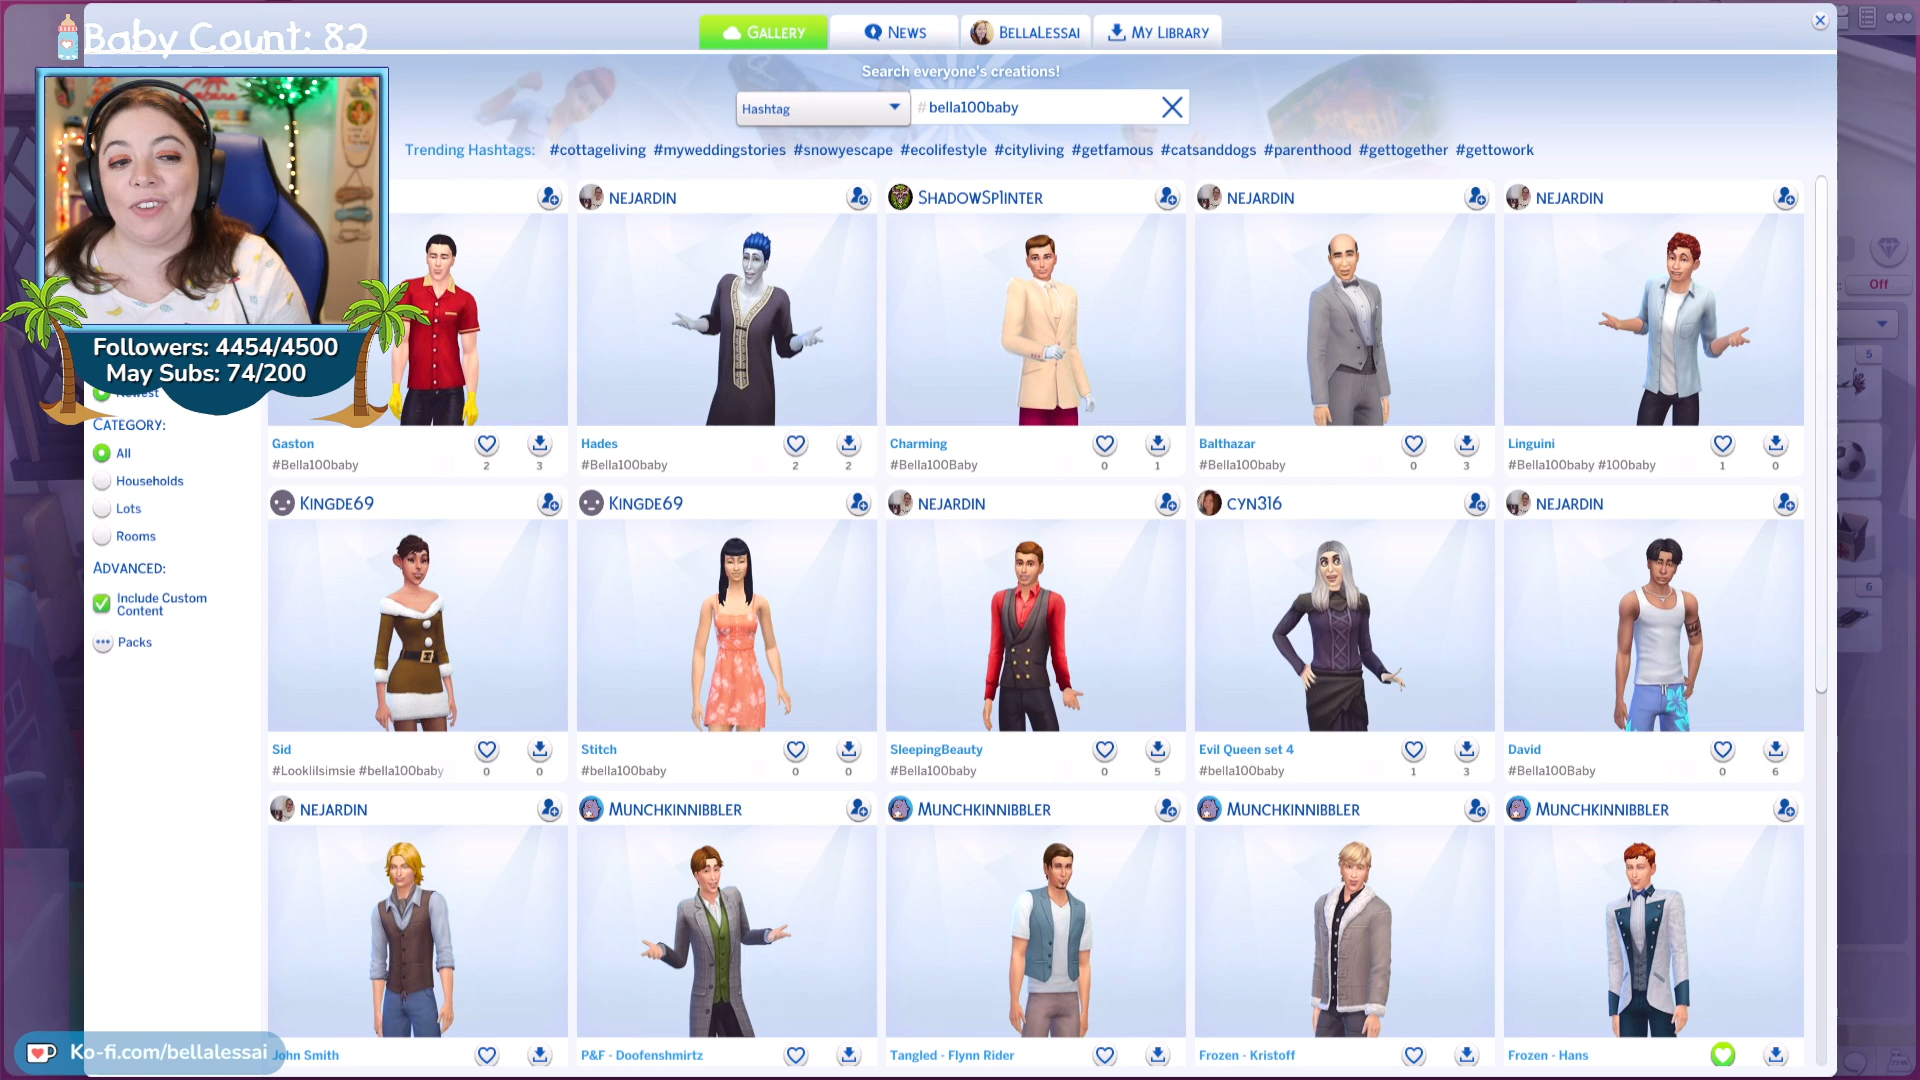 Baby Count: 82
Followers: 4454/4500
May Subs: 74/200
Gallery
News
BellaLessai
My Library
Search everyone's creations!
Hashtag
# bella100baby
Trending Hashtags: #cottageliving #myweddingstories #snowyescape #ecolifestyle #cityliving #getfamous #catsanddogs #parenthood #gettogether #gettowork
Newest
Category:
All
Households
Lots
Rooms
Advanced:
Include Custom
Content
Packs
Gaston
#Bella100baby
2
3
NEJARDIN
Hades
#Bella100baby
2
2
ShadowSp1inter
Charming
#Bella100Baby
0
1
NEJARDIN
Balthazar
#Bella100baby
0
3
NEJARDIN
Linguini
#Bella100baby #100baby
1
0
Kingde69
Sid
#Looklilsimsie #bella100baby
0
0
Kingde69
Stitch
#bella100baby
0
0
NEJARDIN
SleepingBeauty
#Bella100baby
0
5
cyn316
Evil Queen set 4
#bella100baby
1
3
NEJARDIN
David
#Bella100Baby
0
6
NEJARDIN
John Smith
Munchkinnibbler
P&F - Doofenshmirtz
Munchkinnibbler
Tangled - Flynn Rider
Munchkinnibbler
Frozen - Kristoff
Munchkinnibbler
Frozen - Hans
Off
5
6
Ko-fi.com/bellalessai